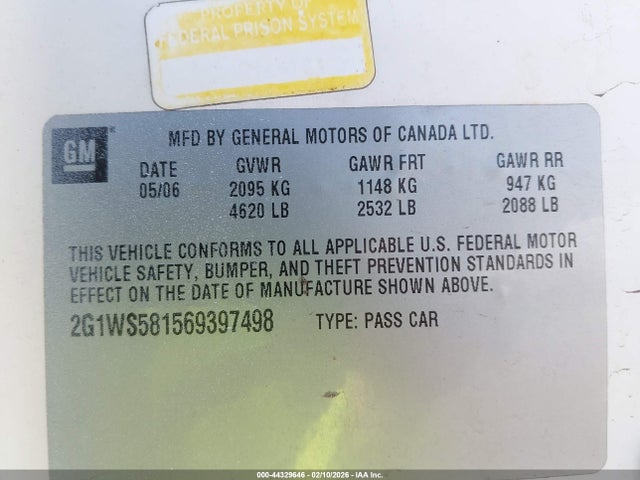 PROPERTY OF
FEDERAL PRISON SYSTEM
GM
MFD BY GENERAL MOTORS OF CANADA LTD.
DATE GVWR GAWR FRT GAWR RR
05/06 2095 KG 1148 KG 947 KG
4620 LB 2532 LB 2088 LB
THIS VEHICLE CONFORMS TO ALL APPLICABLE U.S. FEDERAL MOTOR
VEHICLE SAFETY, BUMPER, AND THEFT PREVENTION STANDARDS IN
EFFECT ON THE DATE OF MANUFACTURE SHOWN ABOVE.
2G1WS581569397498 TYPE: PASS CAR
000-44329646 - 02/10/2026 - IAA Inc.